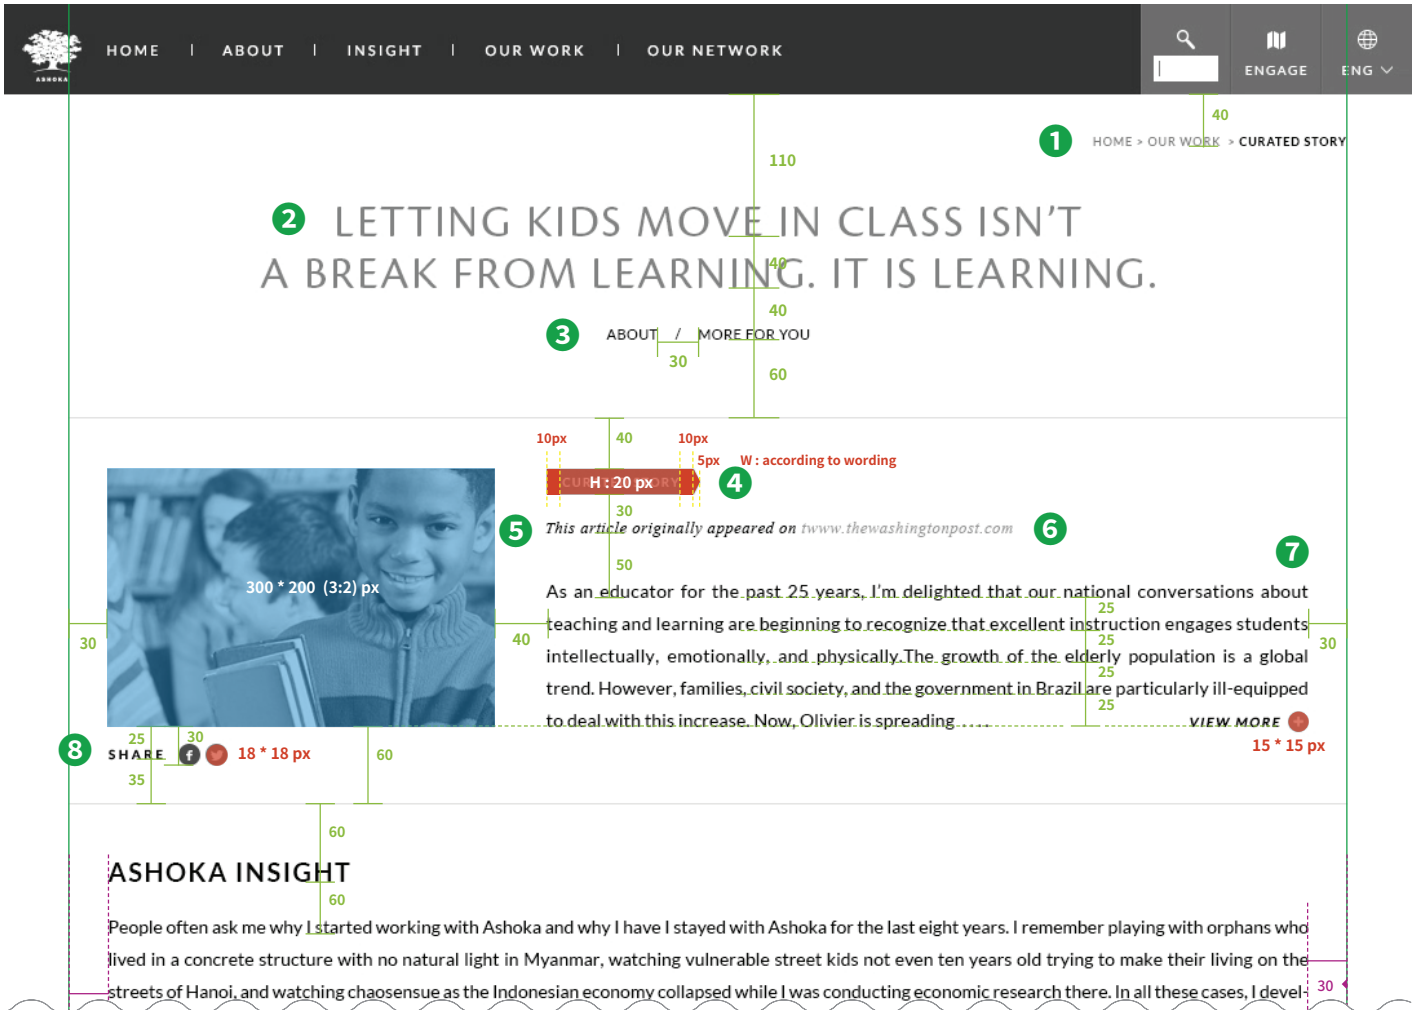 ASHOKA
HOME | ABOUT | INSIGHT | OUR WORK | OUR NETWORK
ENGAGE
ENG
40
1
HOME > OUR WORK > CURATED STORY
110
2
LETTING KIDS MOVE IN CLASS ISN'T
40
A BREAK FROM LEARNING. IT IS LEARNING.
40
3
ABOUT / MORE FOR YOU
30
60
10px
40
10px
5px
W : according to wording
CURATED STORY
H : 20 px
4
30
5
This article originally appeared on twww.thewashingtonpost.com
6
7
50
300 * 200 (3:2) px
As an educator for the past 25 years, I'm delighted that our national conversations about
25
teaching and learning are beginning to recognize that excellent instruction engages students
30
40
25
30
intellectually, emotionally, and physically.The growth of the elderly population is a global
25
trend. However, families, civil society, and the government in Brazil are particularly ill-equipped
25
to deal with this increase. Now, Olivier is spreading ....
VIEW MORE
15 * 15 px
25
30
8
SHARE
18 * 18 px
60
35
60
ASHOKA INSIGHT
60
People often ask me why I started working with Ashoka and why I have I stayed with Ashoka for the last eight years. I remember playing with orphans who
lived in a concrete structure with no natural light in Myanmar, watching vulnerable street kids not even ten years old trying to make their living on the
streets of Hanoi, and watching chaosensue as the Indonesian economy collapsed while I was conducting economic research there. In all these cases, I devel-
30